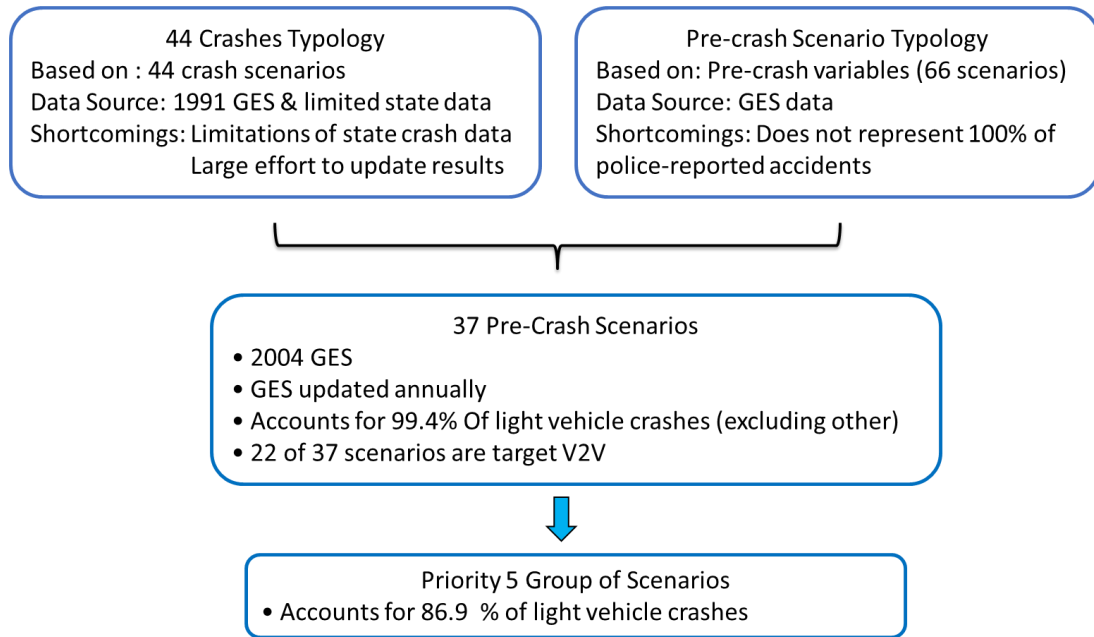 44 Crashes Typology
Based on : 44 crash scenarios
Data Source: 1991 GES & limited state data
Shortcomings: Limitations of state crash data
Large effort to update results
Pre-crash Scenario Typology
Based on: Pre-crash variables (66 scenarios)
Data Source: GES data
Shortcomings: Does not represent 100% of
police-reported accidents
37 Pre-Crash Scenarios
• 2004 GES
• GES updated annually
• Accounts for 99.4% Of light vehicle crashes (excluding other)
• 22 of 37 scenarios are target V2V
Priority 5 Group of Scenarios
• Accounts for 86.9 % of light vehicle crashes